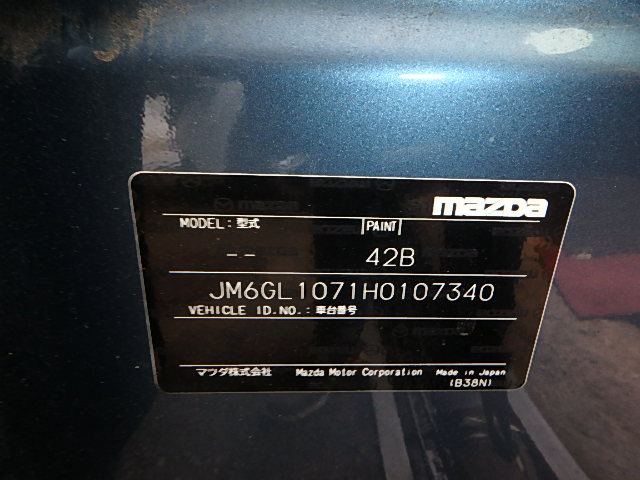 mazda
MODEL：型式 PAINT
-- 42B
JM6GL1071H0107340
VEHICLE ID.NO.：車台番号
マツダ株式会社 Mazda Motor Corporation Made in Japan
(B38N)